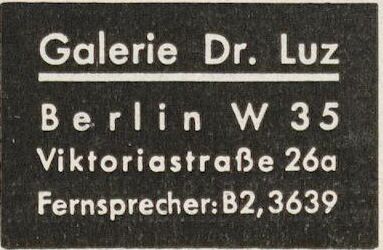 Galerie Dr. Luz
Berlin W 35
Viktoriastraße 26a
Fernsprecher: B2,3639